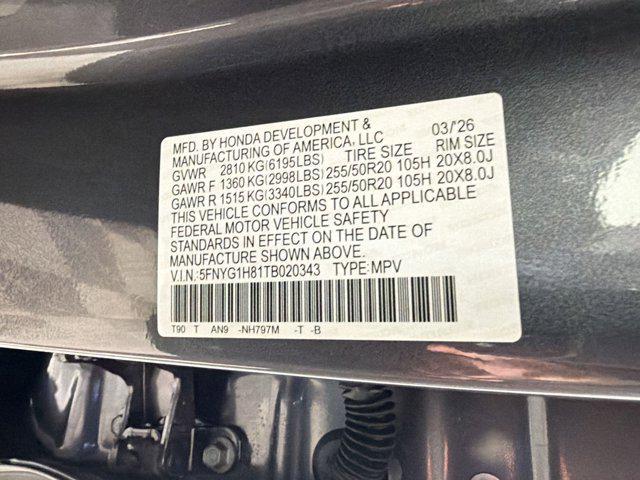 MFD. BY HONDA DEVELOPMENT & 03/'26
MANUFACTURING OF AMERICA, LLC
GVWR 2810 KG(6195LBS) TIRE SIZE RIM SIZE
GAWR F 1360 KG(2998LBS) 255/50R20 105H 20X8.0J
GAWR R 1515 KG(3340LBS) 255/50R20 105H 20X8.0J
THIS VEHICLE CONFORMS TO ALL APPLICABLE
FEDERAL MOTOR VEHICLE SAFETY
STANDARDS IN EFFECT ON THE DATE OF
MANUFACTURE SHOWN ABOVE.
V.I.N.: 5FNYG1H81TB020343 TYPE: MPV
T90 T AN9 -NH797M -T -B